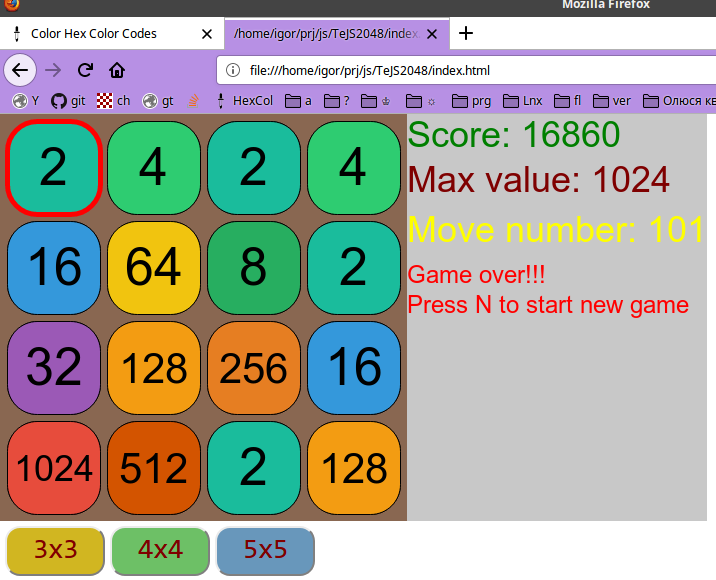 Mozilla Firefox
Color Hex Color Codes
/home/igor/prj/js/TeJS2048/index
file:///home/igor/prj/js/TeJS2048/index.html
Y git ch gt HexCol a ? prg Lnx fl ver Олюся кв
2 4 2 4
16 64 8 2
32 128 256 16
1024 512 2 128
Score: 16860
Max value: 1024
Move number: 101
Game over!!!
Press N to start new game
3x3 4x4 5x5